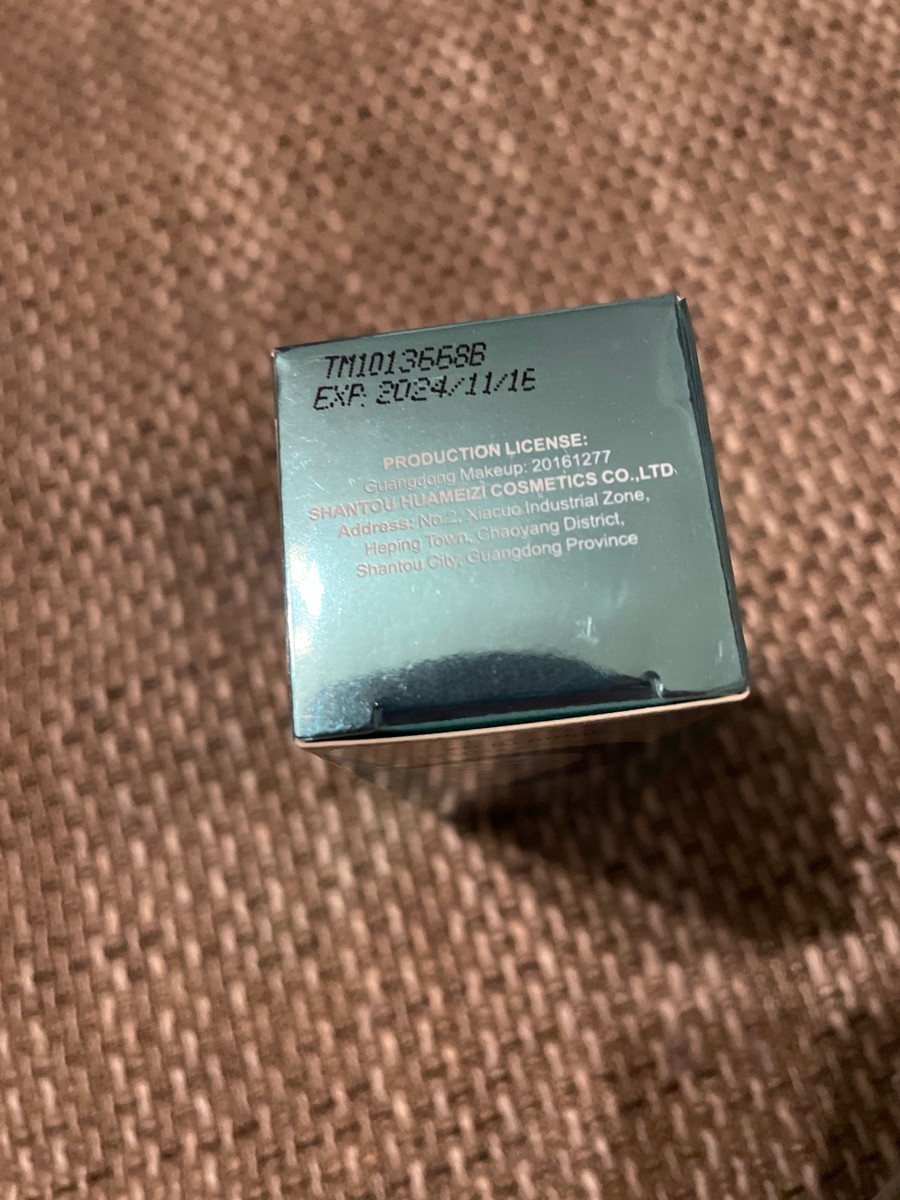 TM1013668B
EXP. 2024/11/16
PRODUCTION LICENSE:
Guangdong Makeup: 20161277
SHANTOU HUAMEIZI COSMETICS CO.,LTD.
Address: No.2, Xiacuo Industrial Zone,
Heping Town, Chaoyang District,
Shantou City, Guangdong Province